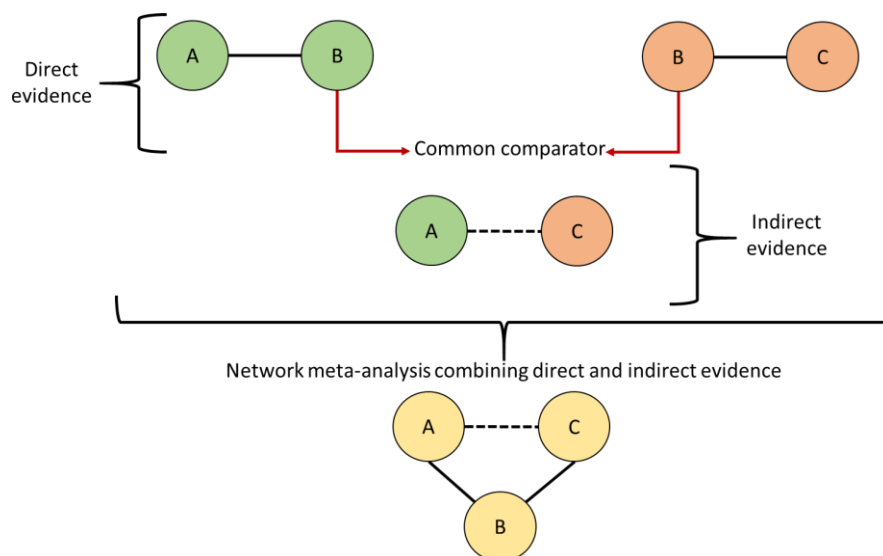 A
B
B
C
Direct
evidence
Common comparator
A
C
Indirect
evidence
Network meta-analysis combining direct and indirect evidence
A
C
B